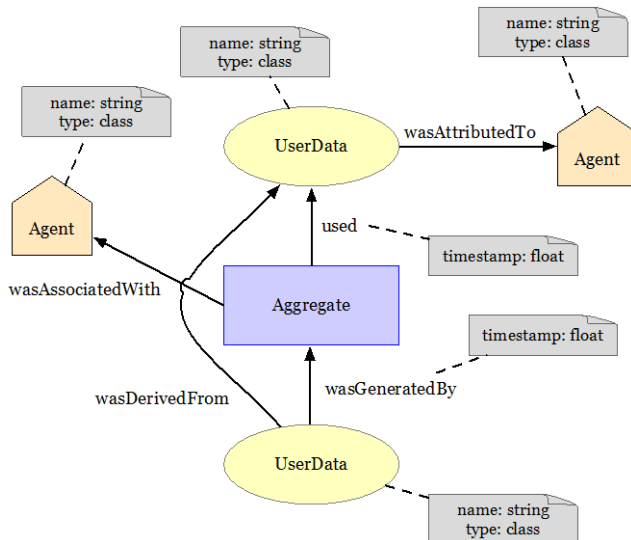 name: string
type: class
name: string
type: class
name: string
type: class
UserData
wasAttributedTo
Agent
Agent
used
timestamp: float
wasAssociatedWith
Aggregate
timestamp: float
wasGeneratedBy
wasDerivedFrom
UserData
name: string
type: class